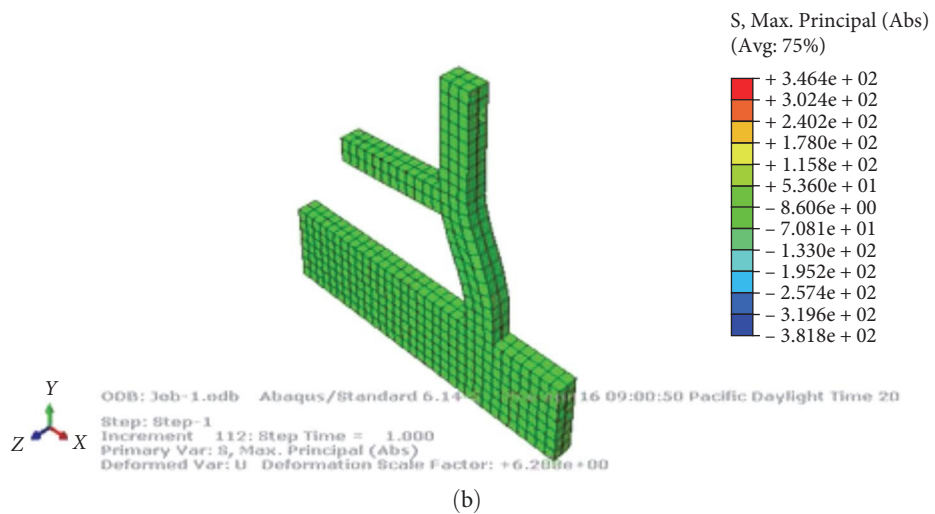 S, Max. Principal (Abs)
(Avg: 75%)
+ 3.464e + 02
+ 3.024e + 02
+ 2.402e + 02
+ 1.780e + 02
+ 1.158e + 02
+ 5.360e + 01
– 8.606e + 00
– 7.081e + 01
– 1.330e + 02
– 1.952e + 02
– 2.574e + 02
– 3.196e + 02
– 3.818e + 02
Y
Z
X
ODB: Job-1.odb Abaqus/Standard 6.14 16 09:00:50 Pacific Daylight Time 20
Step: Step-1
Increment 112: Step Time = 1.000
Primary Var: S, Max. Principal (Abs)
Deformed Var: U Deformation Scale Factor:
(b)